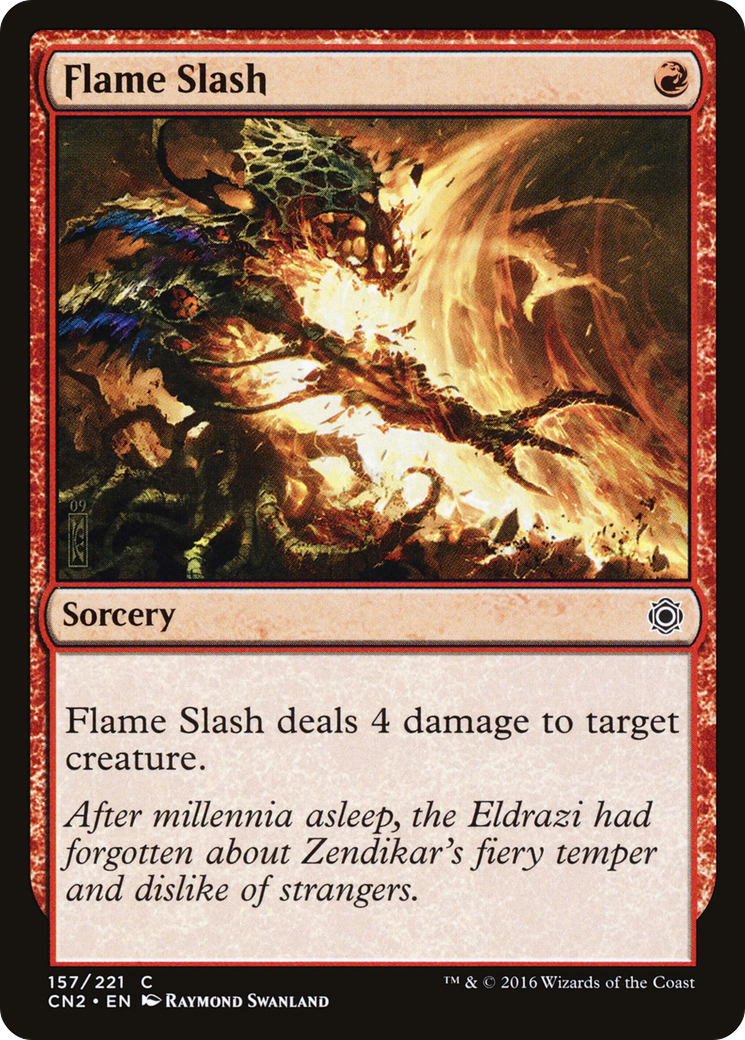 Flame Slash
09
Sorcery
Flame Slash deals 4 damage to target
creature.
After millennia asleep, the Eldrazi had
forgotten about Zendikar's fiery temper
and dislike of strangers.
157/221 C
CN2 • EN Raymond Swanland
™ & © 2016 Wizards of the Coast